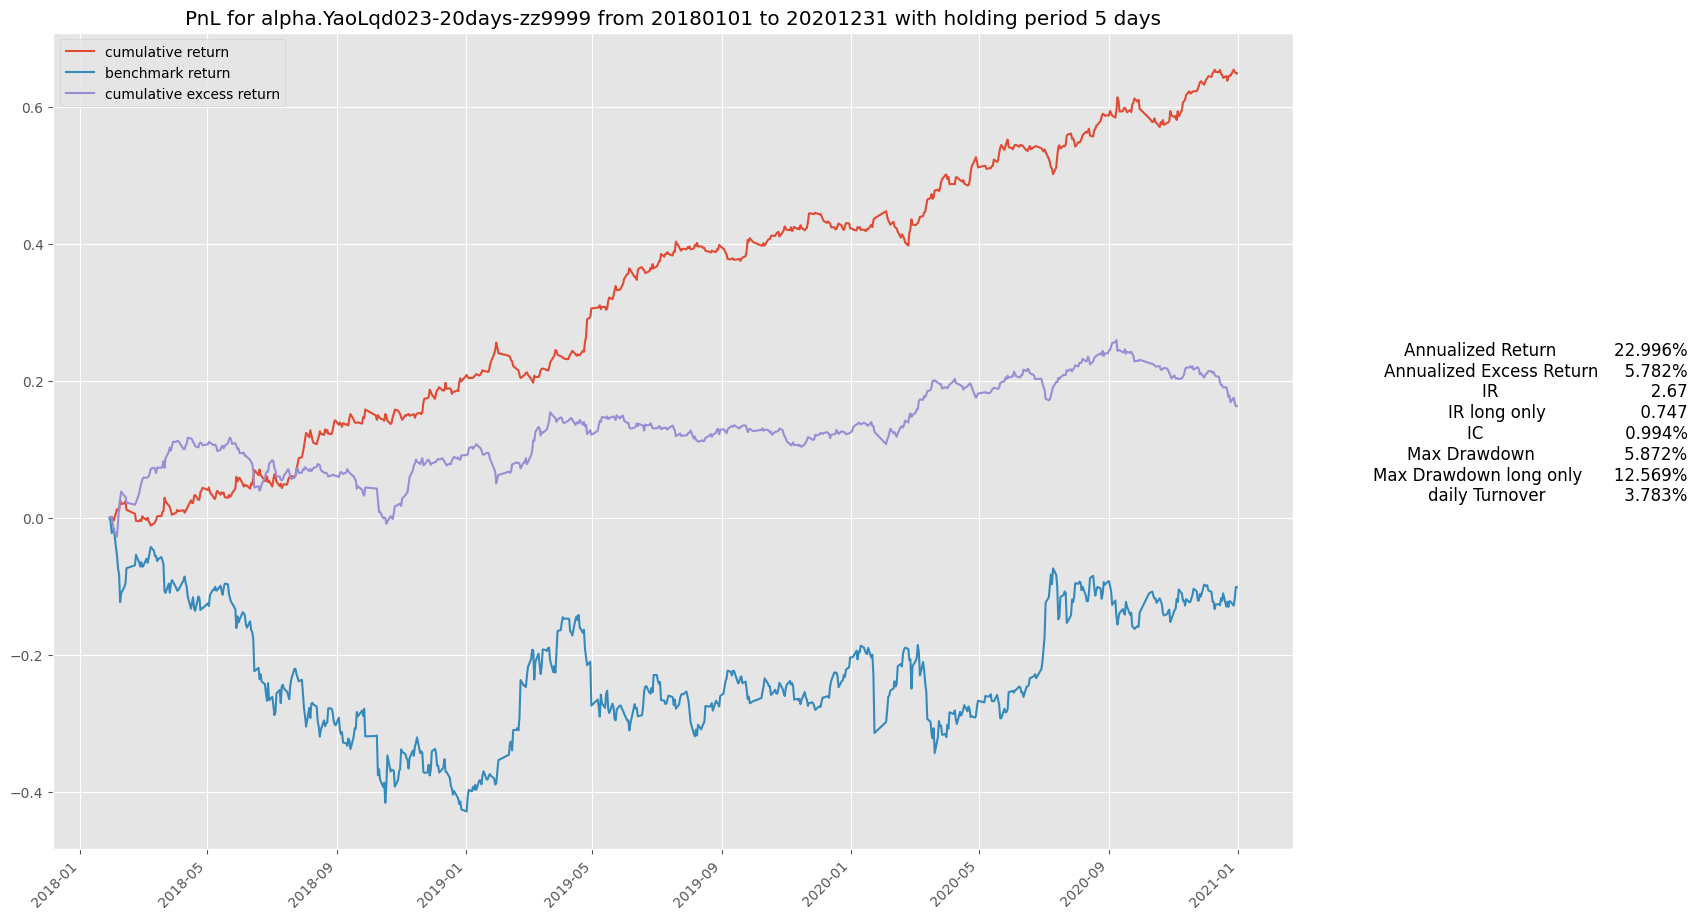 PnL for alpha.YaoLqd023-20days-zz9999 from 20180101 to 20201231 with holding period 5 days
cumulative return
benchmark return
cumulative excess return
0.6
0.4
0.2
0.0
−0.2
−0.4
2018-01
2018-05
2018-09
2019-01
2019-05
2019-09
2020-01
2020-05
2020-09
2021-01
Annualized Return 22.996%
Annualized Excess Return 5.782%
IR 2.67
IR long only 0.747
IC 0.994%
Max Drawdown 5.872%
Max Drawdown long only 12.569%
daily Turnover 3.783%